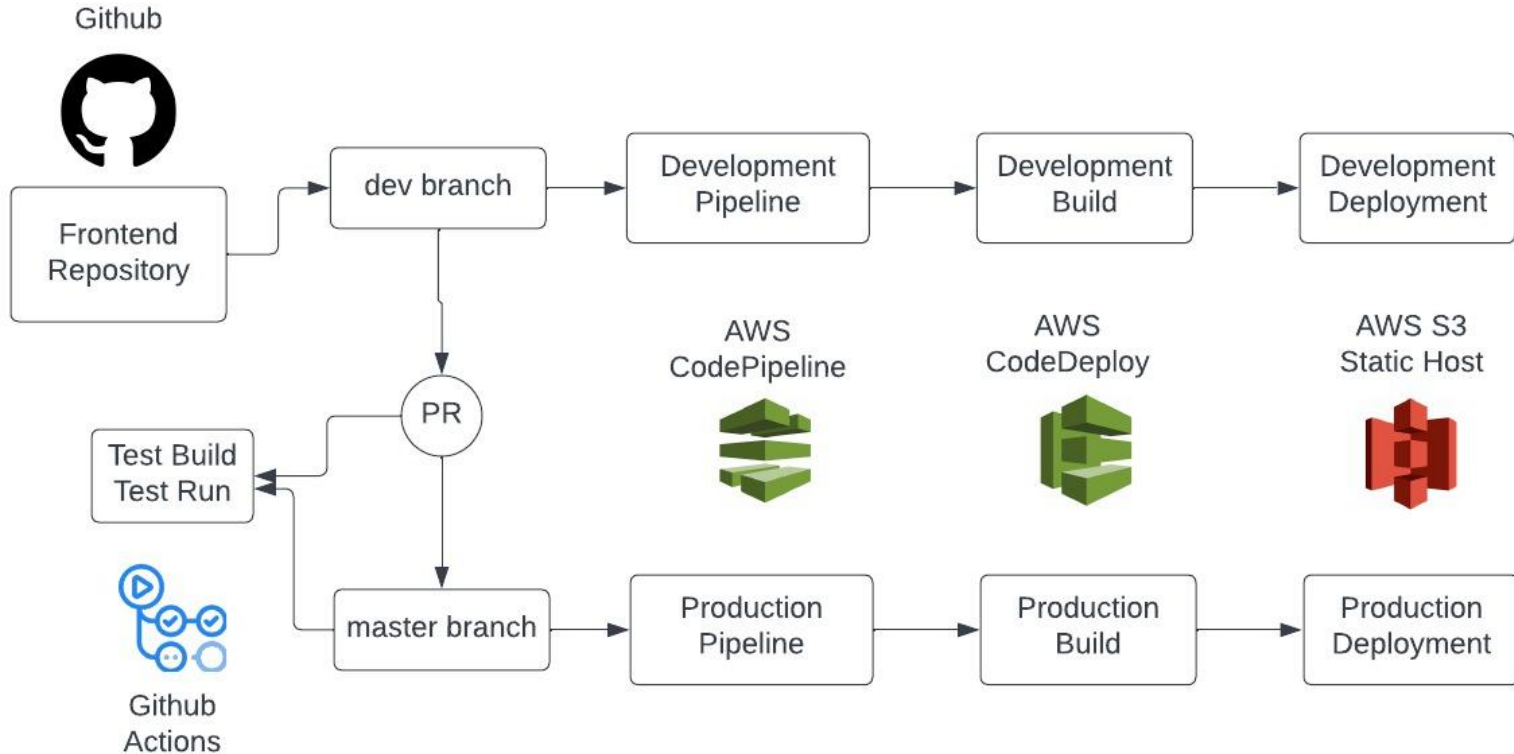 Github
Frontend
Repository
dev branch
Development
Pipeline
Development
Build
Development
Deployment
PR
AWS
CodePipeline
AWS
CodeDeploy
AWS S3
Static Host
Test Build
Test Run
master branch
Production
Pipeline
Production
Build
Production
Deployment
Github
Actions